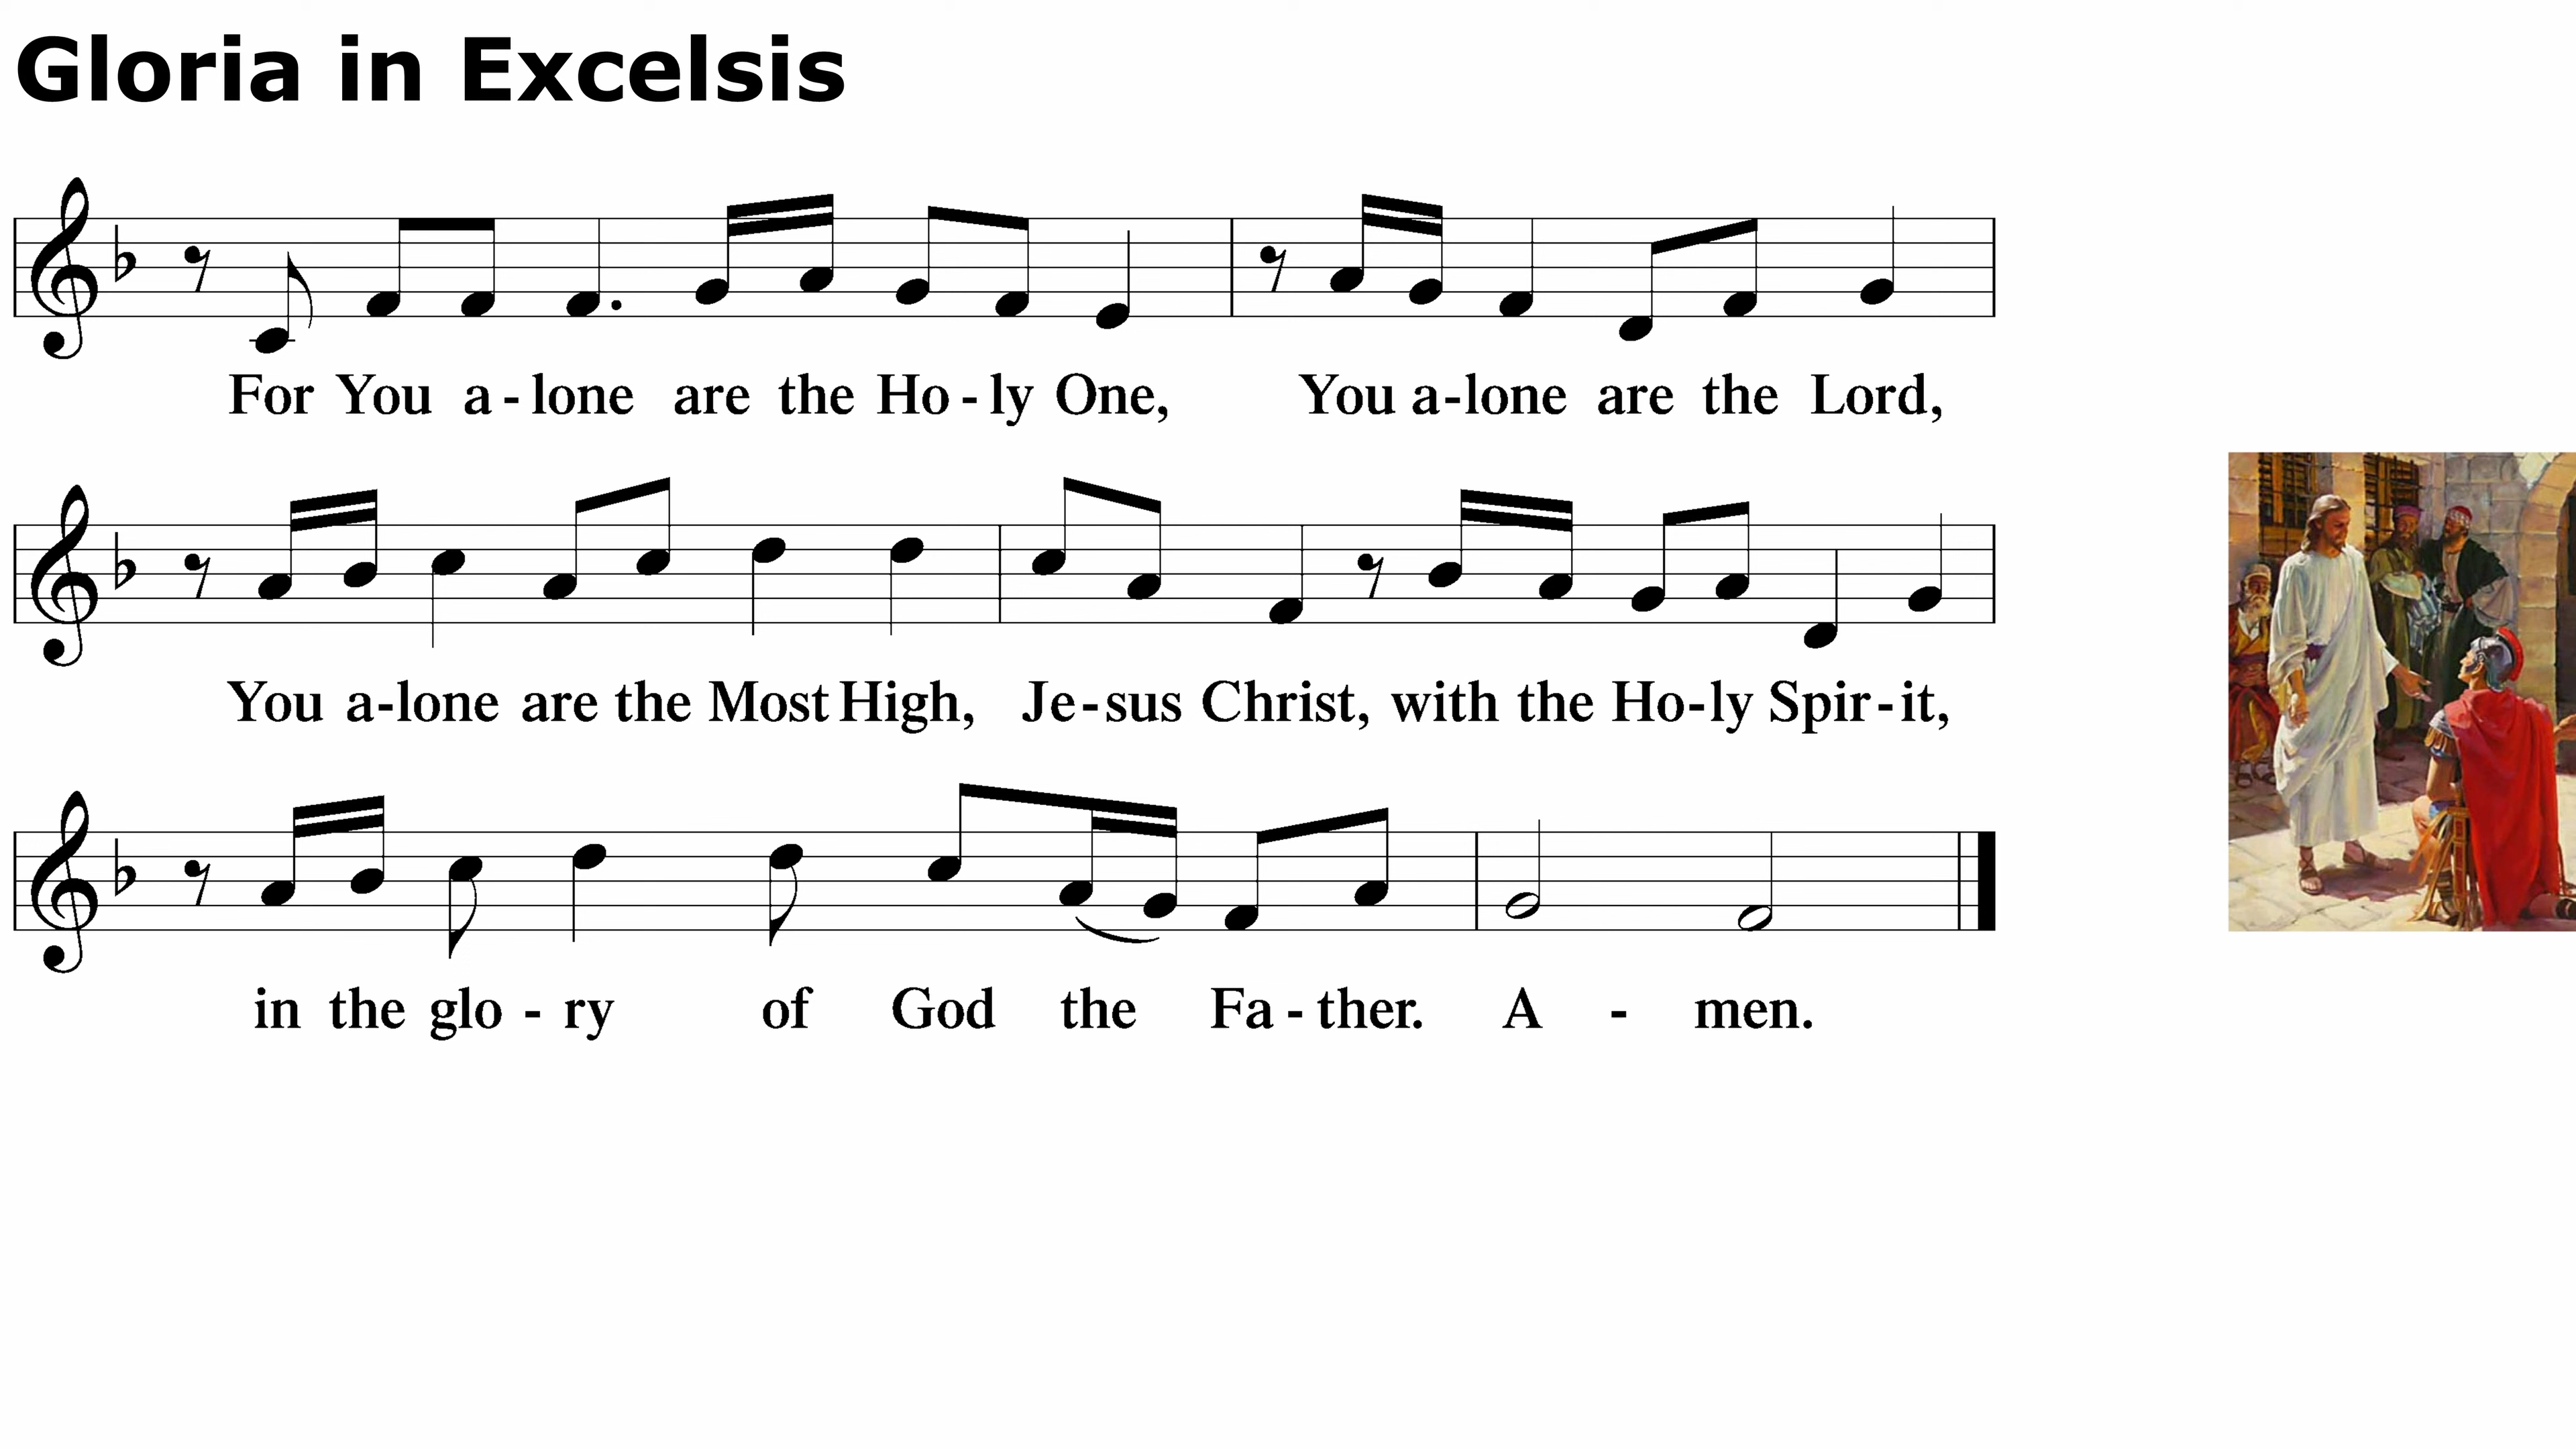 Gloria in Excelsis
For You a - lone are the Ho - ly One, You a - lone are the Lord,
You a - lone are the Most High, Je - sus Christ, with the Ho - ly Spir - it,
in the glo - ry of God the Fa - ther. A - men.